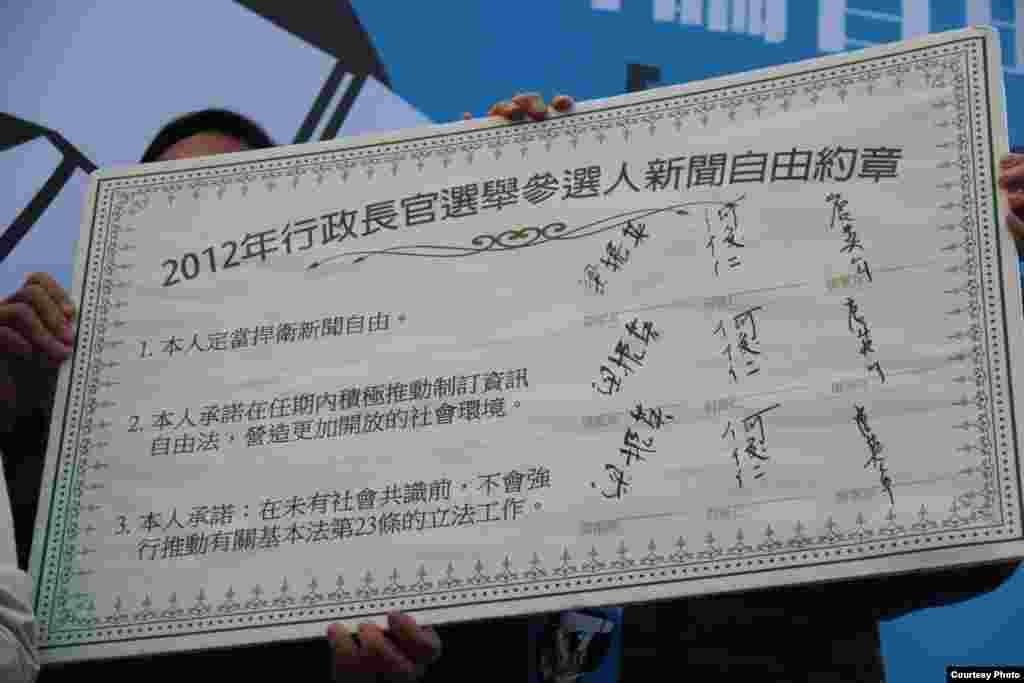 2012年行政長官選舉參選人新聞自由約章
1. 本人定當捍衛新聞自由。
梁振英 何俊仁 唐英年
2. 本人承諾在任期內積極推動制訂資訊
自由法，營造更加開放的社會環境。
梁振英 何俊仁 唐英年
3. 本人承諾：在未有社會共識前，不會強
行推動有關基本法第23條的立法工作。
梁振英 何俊仁 唐英年
Courtesy Photo